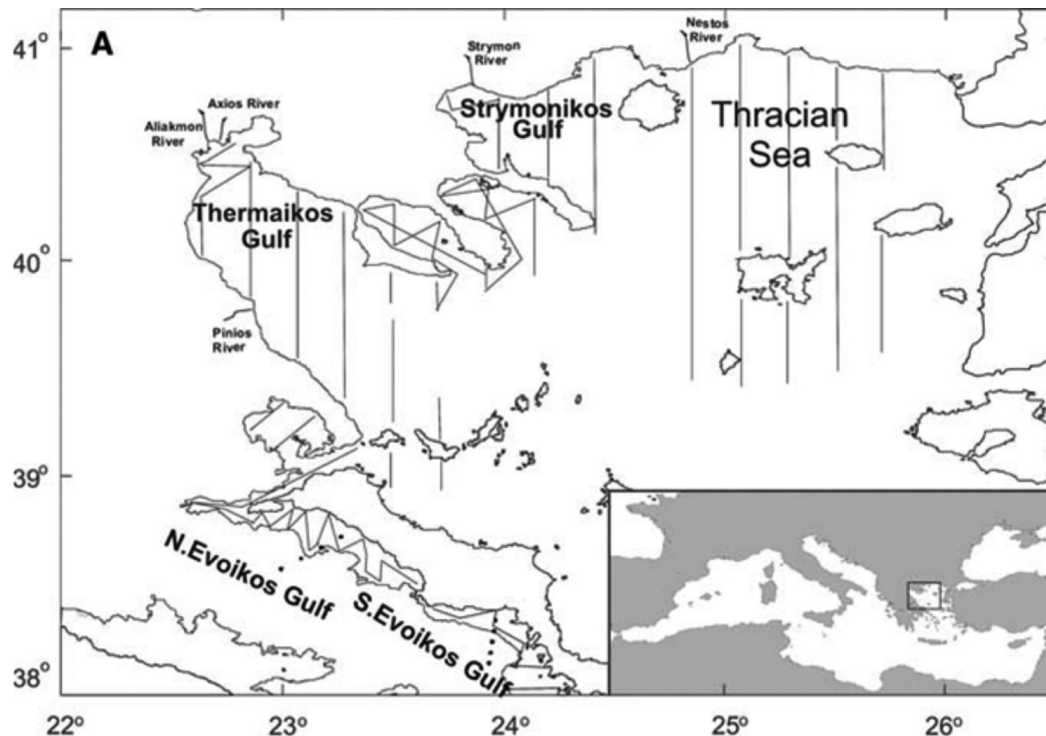 A
41°
40°
39°
38°
22°
23°
24°
25°
26°
Nestos
River
Strymon
River
Strymonikos
Gulf
Thracian
Sea
Axios River
Aliakmon
River
Thermaikos
Gulf
Pinios
River
N.Evoikos Gulf
S.Evoikos Gulf